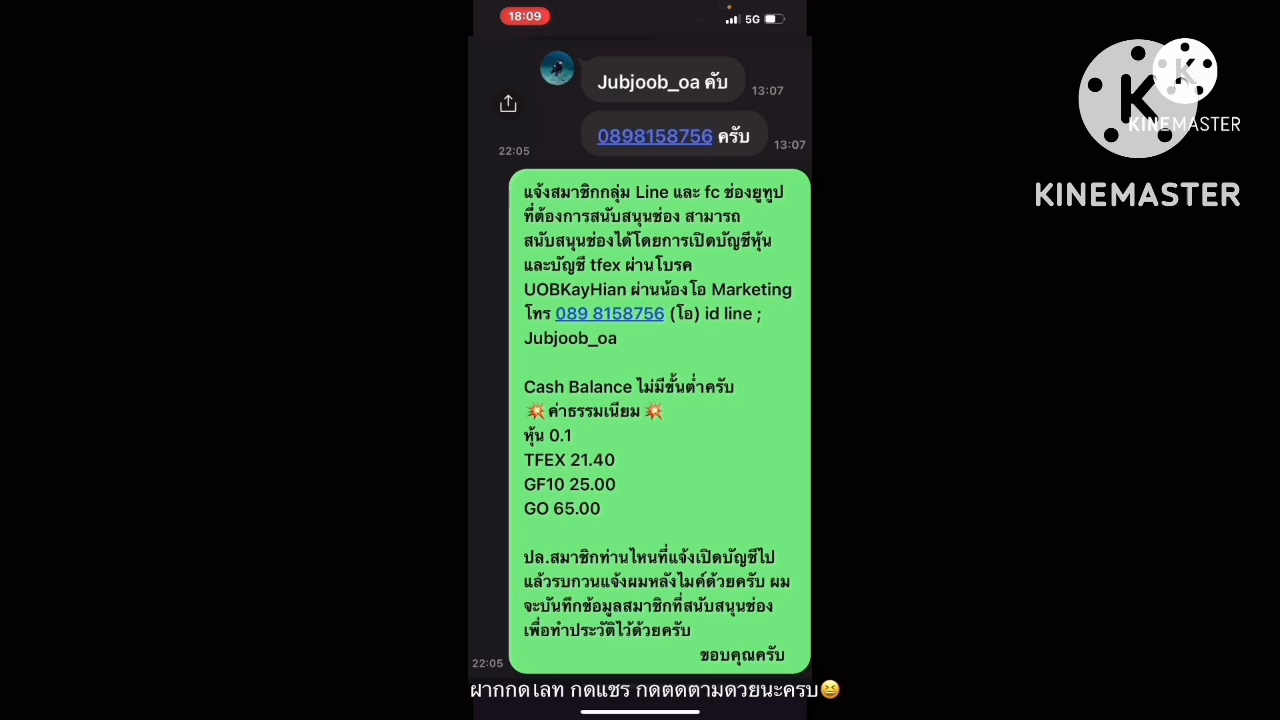 18:09
5G
Jubjoob_oa คับ
13:07
0898158756 ครับ
13:07
22:05
แจ้งสมาชิกกลุ่ม Line และ fc ช่องยูทูป
ที่ต้องการสนับสนุนช่อง สามารถ
สนับสนุนช่องได้โดยการเปิดบัญชีหุ้น
และบัญชี tfex ผ่านโบรค
UOBKayHian ผ่านน้องโอ Marketing
โทร 089 8158756 (โอ) id line ;
Jubjoob_oa
Cash Balance ไม่มีขั้นต่ำครับ
💥ค่าธรรมเนียม💥
หุ้น 0.1
TFEX 21.40
GF10 25.00
GO 65.00
ปล.สมาชิกท่านไหนที่แจ้งเปิดบัญชีไป
แล้วรบกวนแจ้งผมหลังไมค์ด้วยครับ ผม
จะบันทึกข้อมูลสมาชิกที่สนับสนุนช่อง
เพื่อทำประวัติไว้ด้วยครับ
ขอบคุณครับ
22:05
ฝากกดไลท กดแชร กดตดตามดวยนะครบ😆
K
KINEMASTER
K
KINEMASTER